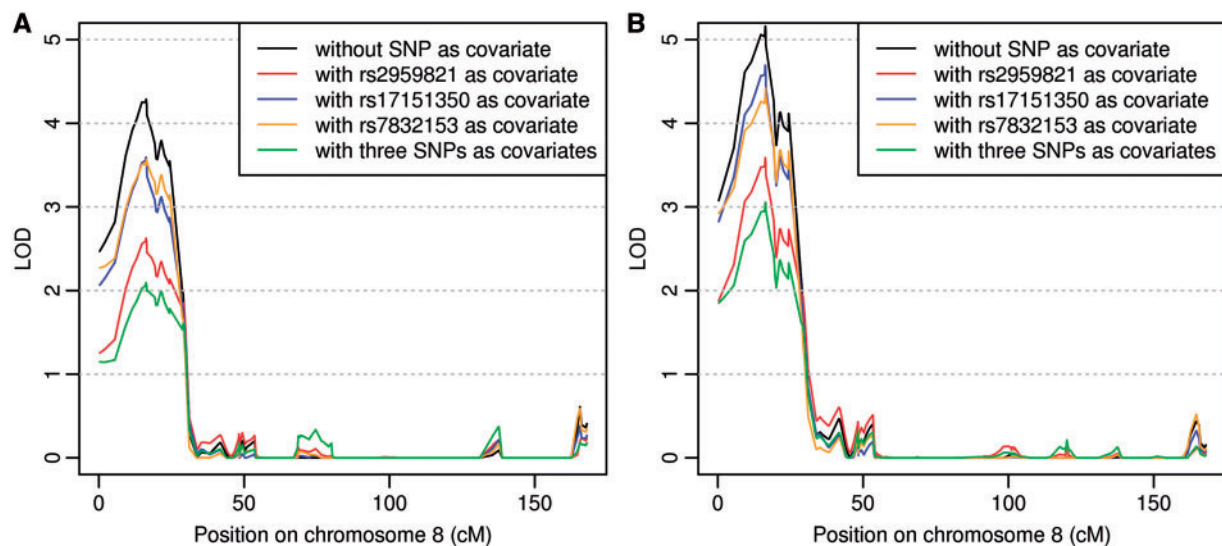 A
without SNP as covariate
with rs2959821 as covariate
with rs17151350 as covariate
with rs7832153 as covariate
with three SNPs as covariates
LOD
5
4
3
2
1
0
0 50 100 150
Position on chromosome 8 (cM)
B
without SNP as covariate
with rs2959821 as covariate
with rs17151350 as covariate
with rs7832153 as covariate
with three SNPs as covariates
LOD
5
4
3
2
1
0
0 50 100 150
Position on chromosome 8 (cM)